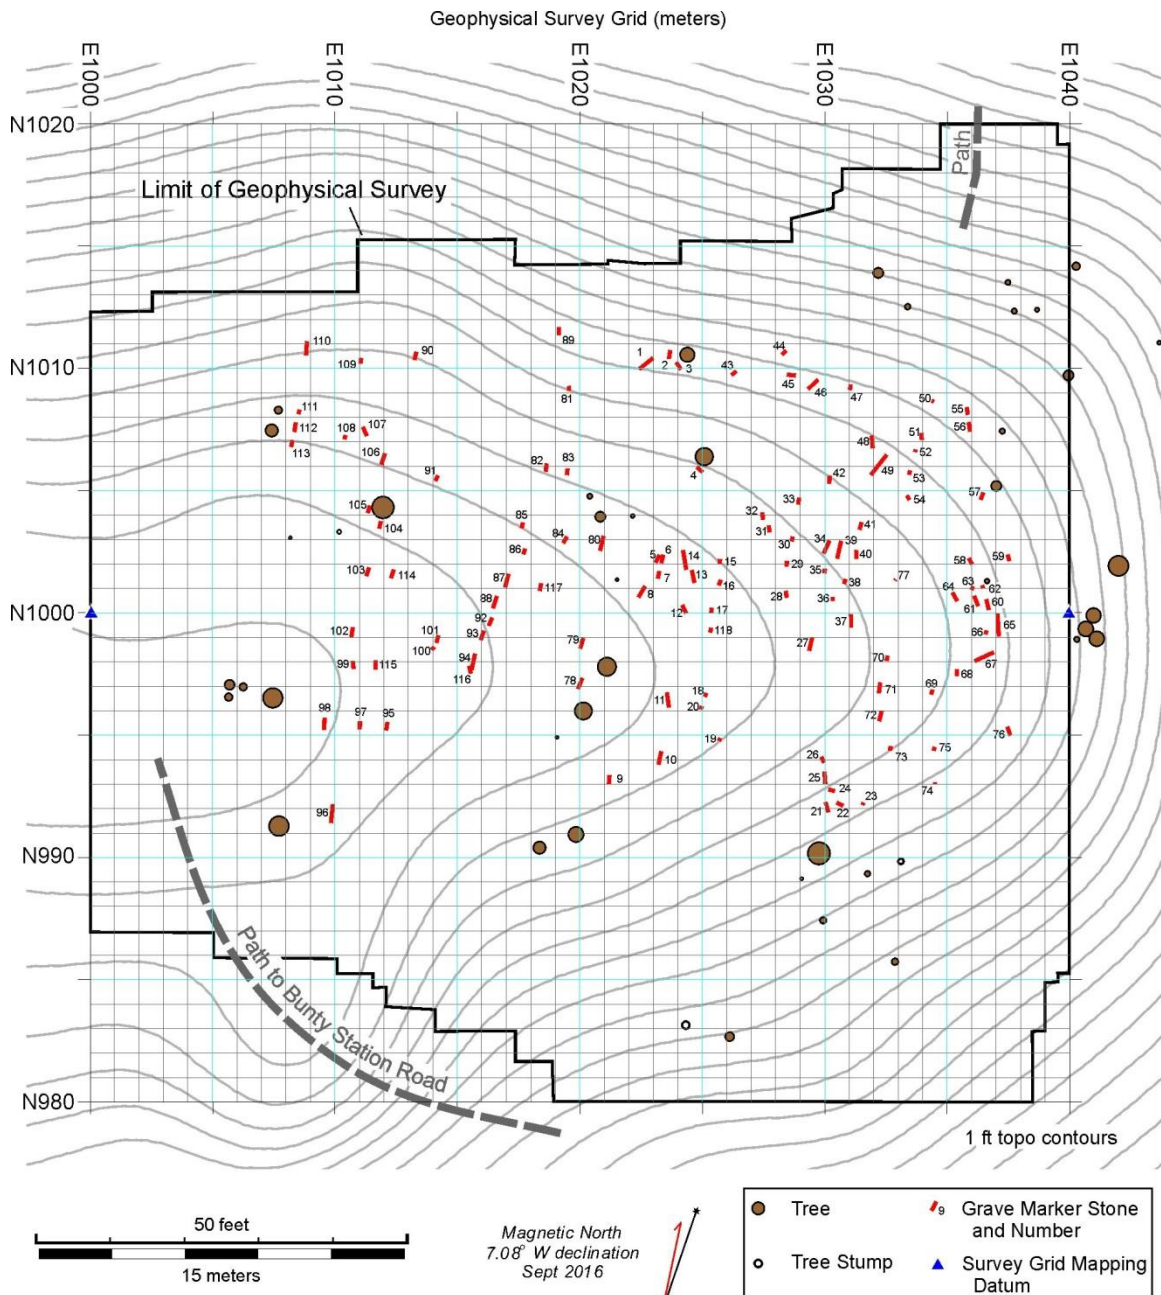 Geophysical Survey Grid (meters)
E1000 E1010 E1020 E1030 E1040
N1020
Path
Limit of Geophysical Survey
110 90 89 1 2 3 44
109 43 45 46 47
N1010
81 50 55
111 112 113 108 107 106 56 51 48 52
91 82 83 4 49 53 42 54 57
105 104 85 84 80 33 32 31 30 34 39 41 40
86 5 6 14 15 29 35 58 59
103 114 87 117 7 13 16 28 38 77 63 62
88 8 12 17 36 64 61 60
N1000
102 101 92 93 118 37 66 65
100 79 27 67
99 115 94 116 78 70 68
11 18 20 71 69
98 97 95 72
19 76
10 26 73 75
9 25 24 74
96 21 22 23
N990
Path to Bunty Station Road
N980
1 ft topo contours
50 feet
15 meters
Magnetic North
7.08° W declination
Sept 2016
Tree
9 Grave Marker Stone
and Number
Tree Stump
Survey Grid Mapping
Datum